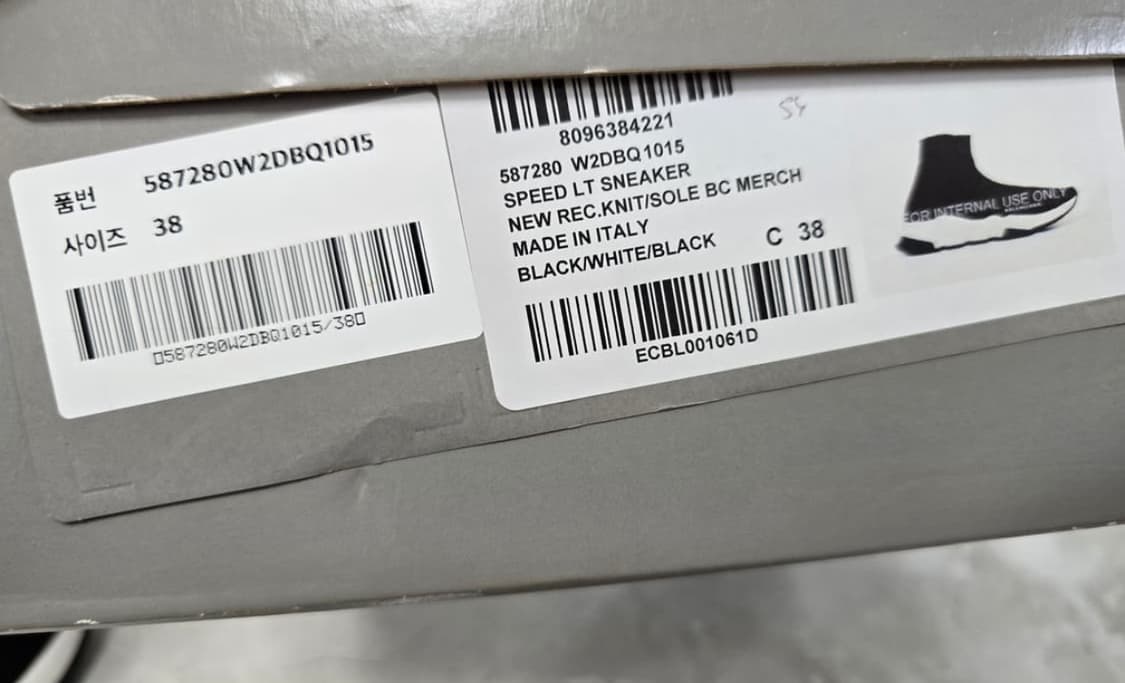 품번 587280W2DBQ1015
사이즈 38
587280W2DBQ1015/38
8096384221
587280 W2DBQ1015
SPEED LT SNEAKER
NEW REC.KNIT/SOLE BC MERCH
MADE IN ITALY
BLACK/WHITE/BLACK C 38
ECBL001061D
FOR INTERNAL USE ONLY